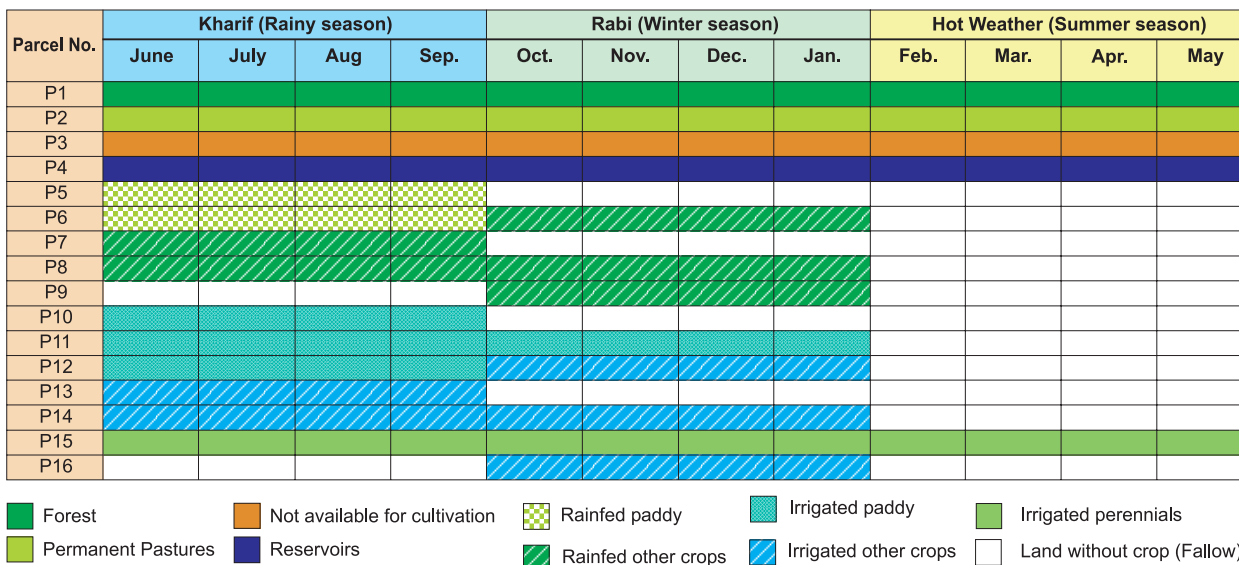 Parcel No.
Kharif (Rainy season) Rabi (Winter season) Hot Weather (Summer season)
June July Aug Sep. Oct. Nov. Dec. Jan. Feb. Mar. Apr. May
P1
P2
P3
P4
P5
P6
P7
P8
P9
P10
P11
P12
P13
P14
P15
P16
Forest Not available for cultivation Rainfed paddy Irrigated paddy Irrigated perennials
Permanent Pastures Reservoirs Rainfed other crops Irrigated other crops Land without crop (Fallow)